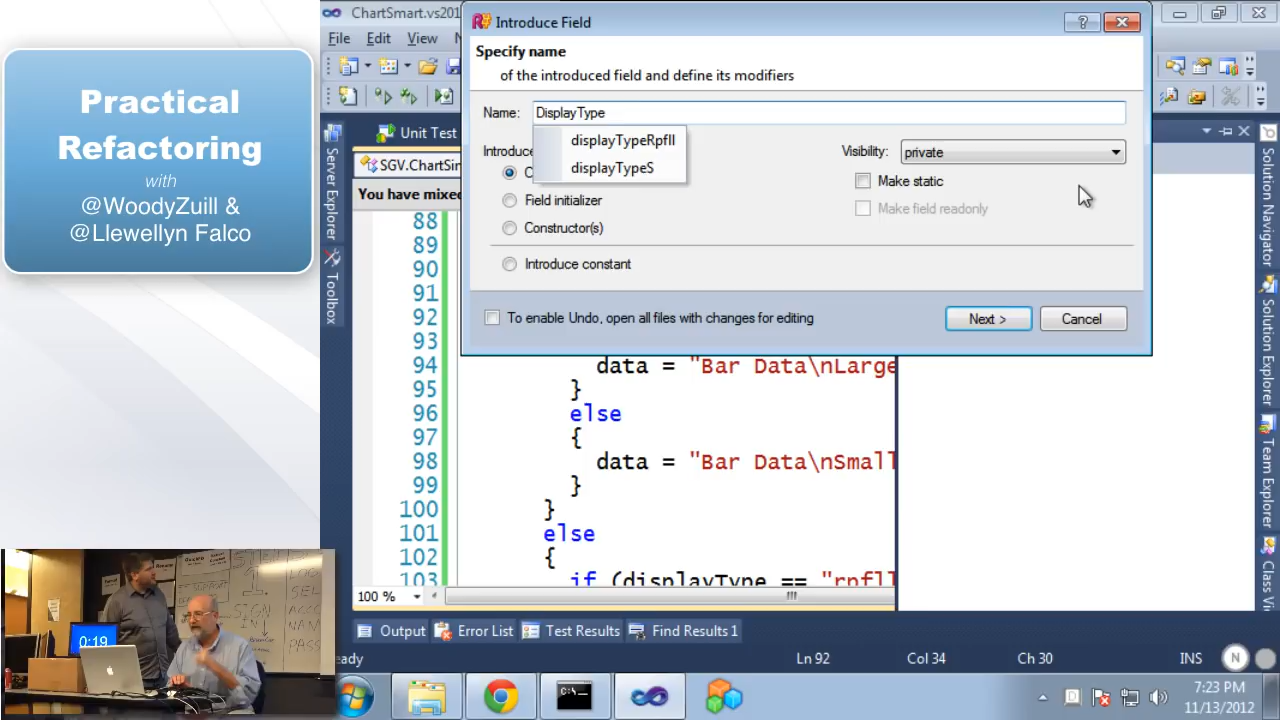 Practical
Refactoring
with
@WoodyZuill &
@Llewellyn Falco
ChartSmart.vs201
File Edit View
Unit Test
SGV.ChartSin
You have mixed
Server Explorer
Toolbox
Introduce Field
Specify name
of the introduced field and define its modifiers
Name: DisplayType
displayTypeRpfll
displayTypeS
Introduce
Field initializer
Constructor(s)
Introduce constant
Visibility: private
Make static
Make field readonly
To enable Undo, open all files with changes for editing
Next >
Cancel
88
89
90
91
92
93
94 data = "Bar Data\nLarge
95 }
96 else
97 {
98 data = "Bar Data\nSmall
99 }
100 }
101 else
102 {
103 if (displayType == "rpfll
100 %
Solution Navigator
Solution Explorer
Team Explorer
Class View
Output Error List Test Results Find Results 1
eady Ln 92 Col 34 Ch 30 INS
N
0:19
C:\
7:23 PM
11/13/2012